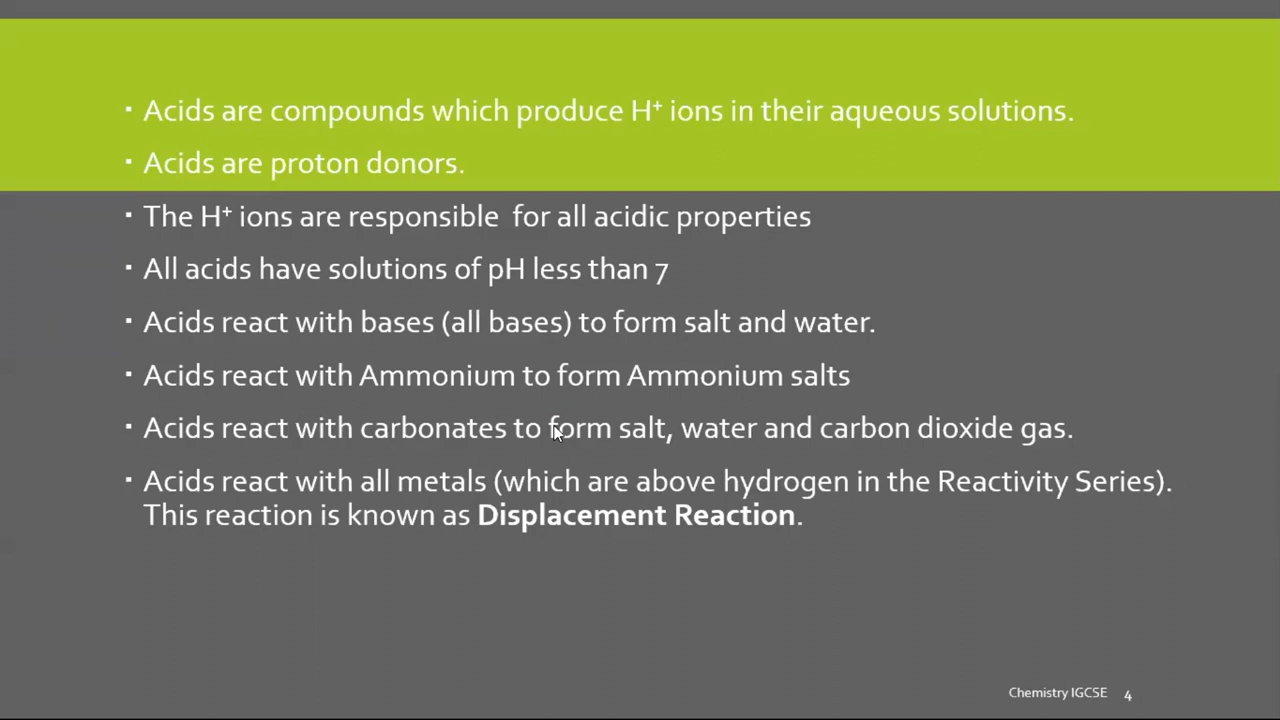 ▪ Acids are compounds which produce H⁺ ions in their aqueous solutions.
▪ Acids are proton donors.
▪ The H⁺ ions are responsible  for all acidic properties
▪ All acids have solutions of pH less than 7
▪ Acids react with bases (all bases) to form salt and water.
▪ Acids react with Ammonium to form Ammonium salts
▪ Acids react with carbonates to form salt, water and carbon dioxide gas.
▪ Acids react with all metals (which are above hydrogen in the Reactivity Series).
This reaction is known as Displacement Reaction.
Chemistry IGCSE 4